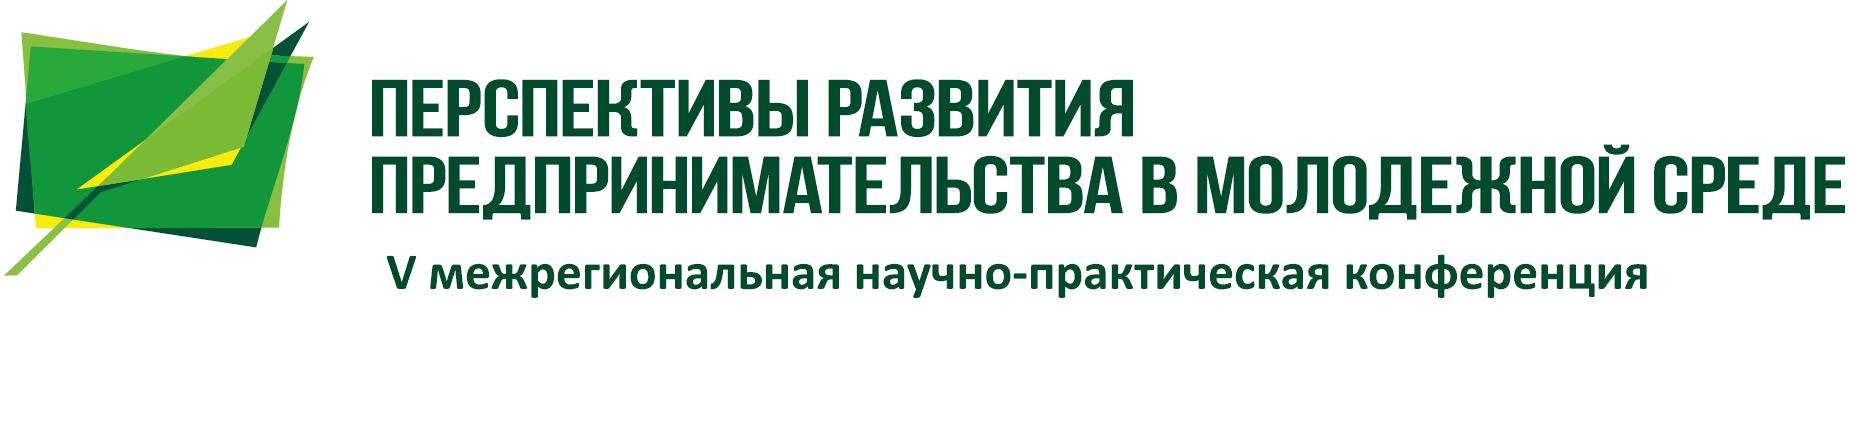 ПЕРСПЕКТИВЫ РАЗВИТИЯ
ПРЕДПРИНИМАТЕЛЬСТВА В МОЛОДЕЖНОЙ СРЕДЕ
V межрегиональная научно-практическая конференция